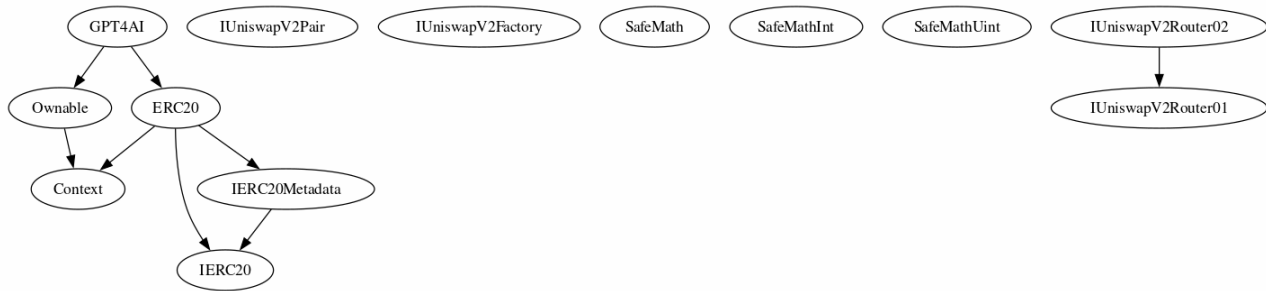 GPT4AI
IUniswapV2Pair
IUniswapV2Factory
SafeMath
SafeMathInt
SafeMathUint
IUniswapV2Router02
Ownable
ERC20
IUniswapV2Router01
Context
IERC20Metadata
IERC20